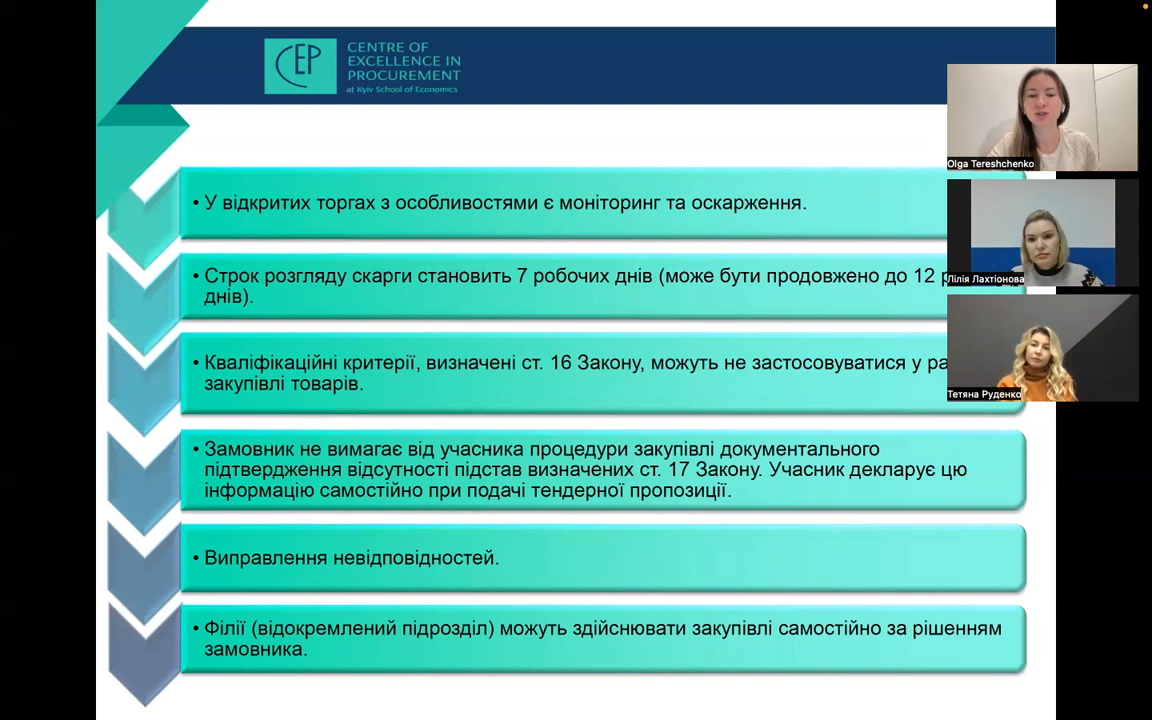 CENTRE OF
EXCELLENCE IN
PROCUREMENT
at Kyiv School of Economics
CEP
Olga Tereshchenko
• У відкритих торгах з особливостями є моніторинг та оскарження.
Лілія Лахтіонова
• Строк розгляду скарги становить 7 робочих днів (може бути продовжено до 12
днів).
• Кваліфікаційні критерії, визначені ст. 16 Закону, можуть не застосовуватися у
закупівлі товарів.
Тетяна Руденко
• Замовник не вимагає від учасника процедури закупівлі документального
підтвердження відсутності підстав визначених ст. 17 Закону. Учасник декларує цю
інформацію самостійно при подачі тендерної пропозиції.
• Виправлення невідповідностей.
• Філії (відокремлений підрозділ) можуть здійснювати закупівлі самостійно за рішенням
замовника.